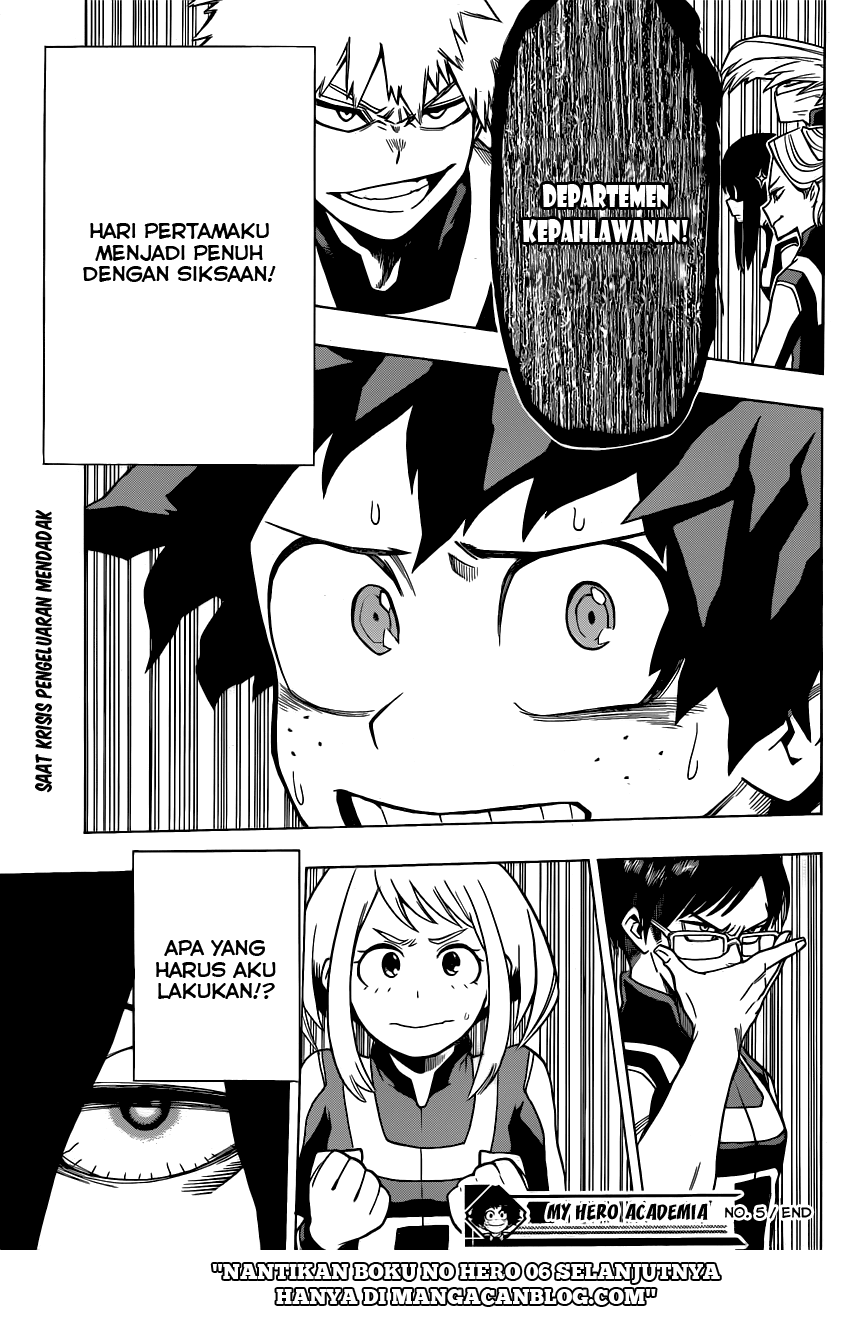 DEPARTEMEN
KEPAHLAWANAN!
HARI PERTAMAKU
MENJADI PENUH
DENGAN SIKSAAN!
SAAT KRISIS PENGELUARAN MENDADAK
APA YANG
HARUS AKU
LAKUKAN!?
MY HERO ACADEMIA NO. 5 / END
"NANTIKAN BOKU NO HERO 06 SELANJUTNYA
HANYA DI MANGACANBLOG.COM"